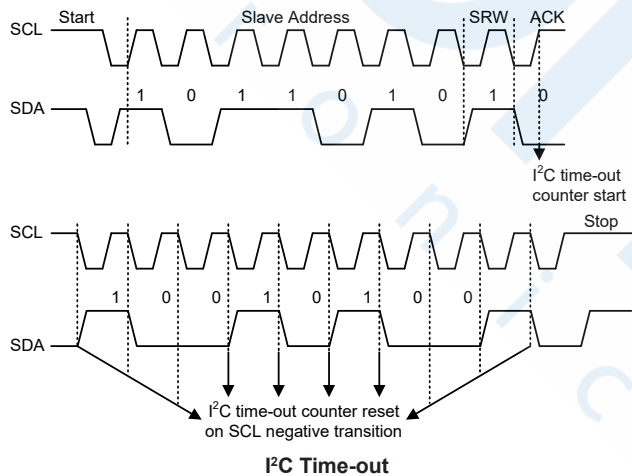 Start Slave Address SRW ACK
SCL
1 0 1 1 0 1 0 1 0
SDA
I²C time-out
counter start
Stop
SCL
1 0 0 1 0 1 0 0
SDA
I²C time-out counter reset
on SCL negative transition
I²C Time-out